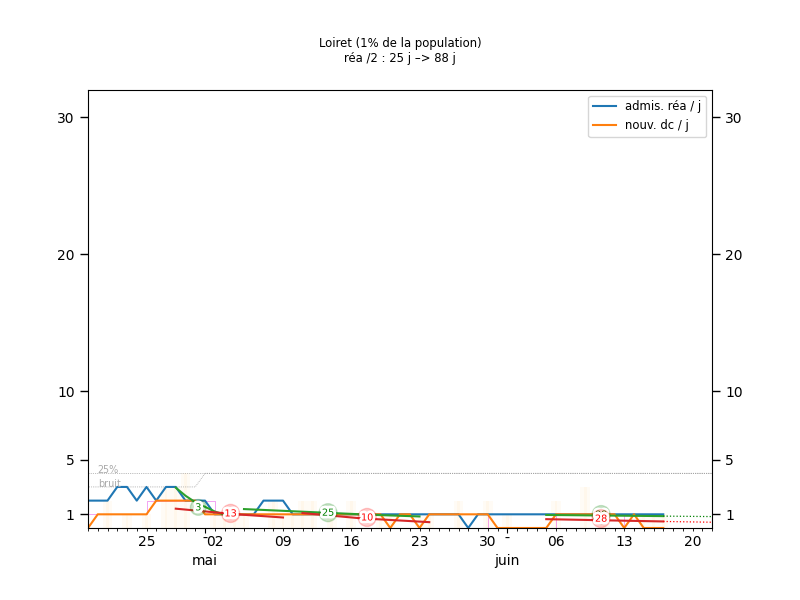 Loiret (1% de la population)
réa /2 : 25 j –> 88 j
admis. réa / j
nouv. dc / j
30 30
20 20
10 10
25%
5 5
bruit
3 13 25 10 28
1 1
25 02 09 16 23 30 06 13 20
mai juin